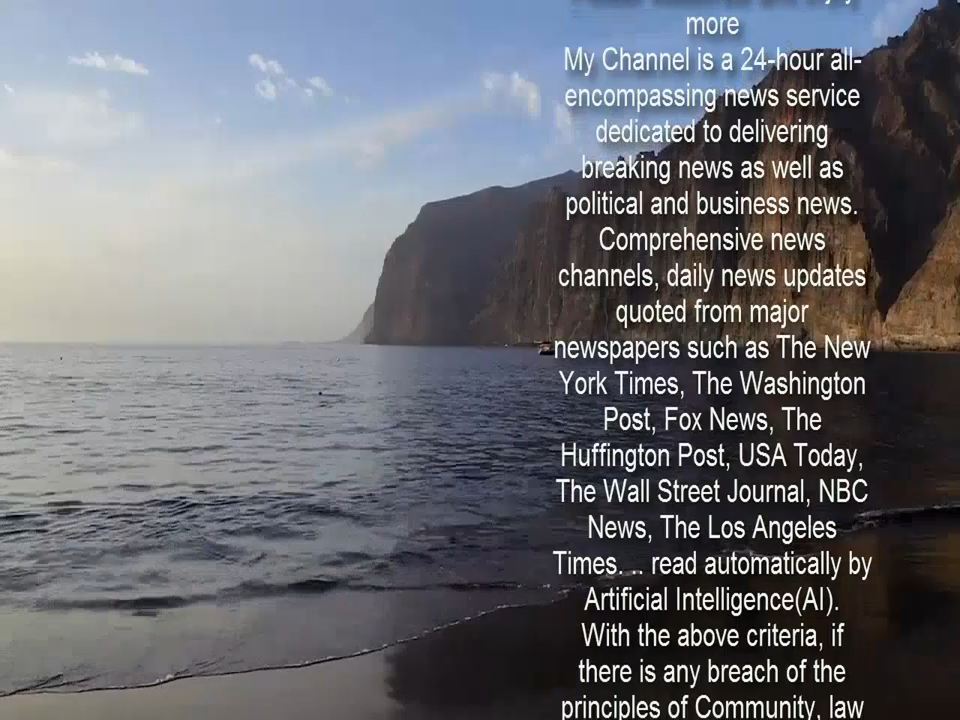 more
My Channel is a 24-hour all-
encompassing news service
dedicated to delivering
breaking news as well as
political and business news.
Comprehensive news
channels, daily news updates
quoted from major
newspapers such as The New
York Times, The Washington
Post, Fox News, The
Huffington Post, USA Today,
The Wall Street Journal, NBC
News, The Los Angeles
Times. .. read automatically by
Artificial Intelligence(AI).
With the above criteria, if
there is any breach of the
principles of Community, law